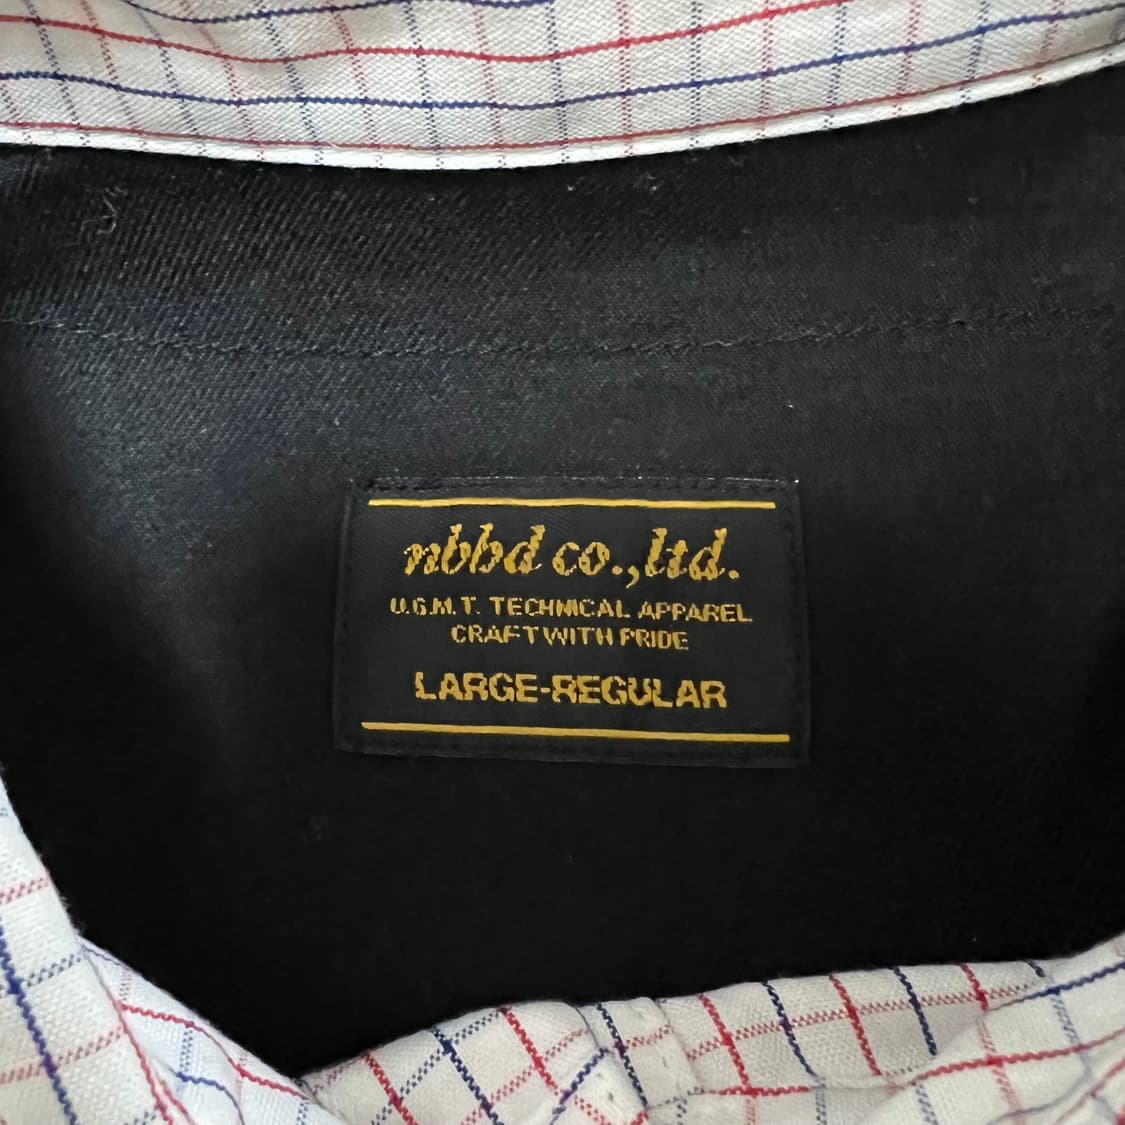 nbbd co.,ltd.
U.G.M.T. TECHNICAL APPAREL
CRAFT WITH PRIDE
LARGE-REGULAR